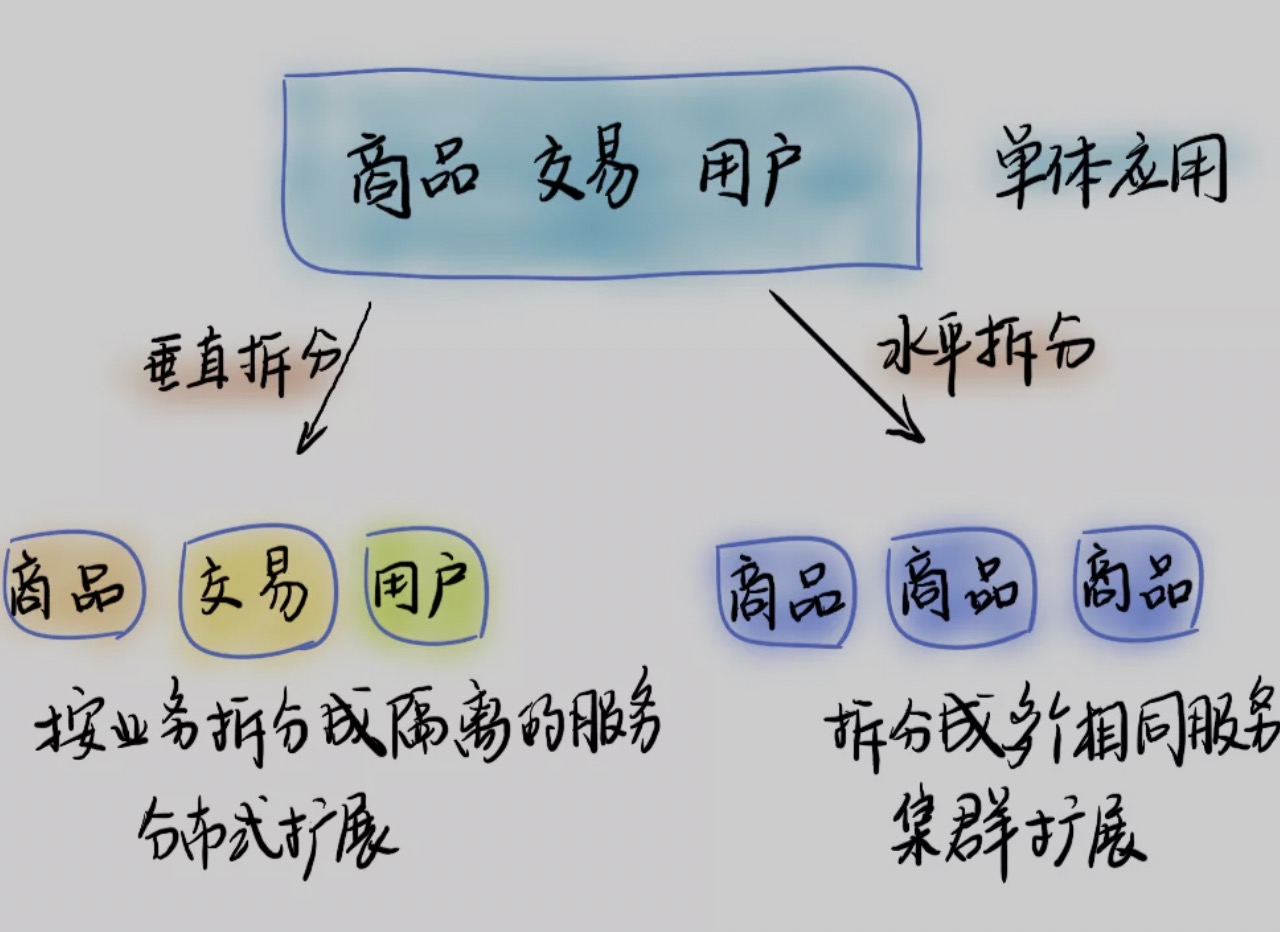 商品 交易 用户
单体应用
垂直拆分
水平拆分
商品
交易
用户
商品
商品
商品
按业务拆分成隔离的服务
分布式扩展
拆分成多个相同服务
集群扩展